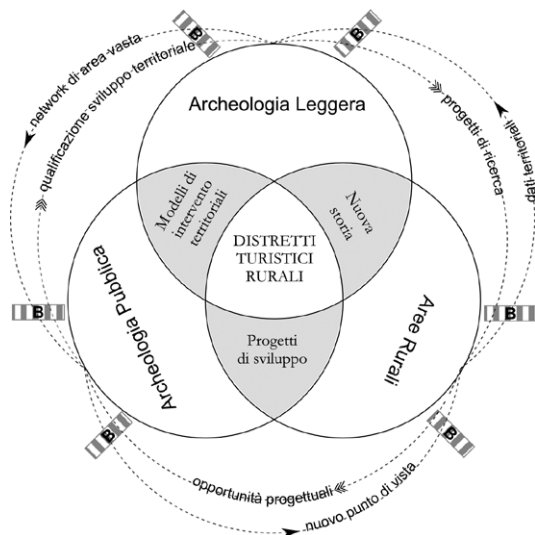 B
B
network di area vasta
qualificazione sviluppo territoriale
progetti di ricerca
dati territoriali
Archeologia Leggera
Modelli di
intervento
territoriali
Nuova
storia
DISTRETTI
TURISTICI
RURALI
Archeologia Pubblica
Aree Rurali
B
B
Progetti
di sviluppo
B
B
opportunità progettuali
nuovo punto di vista